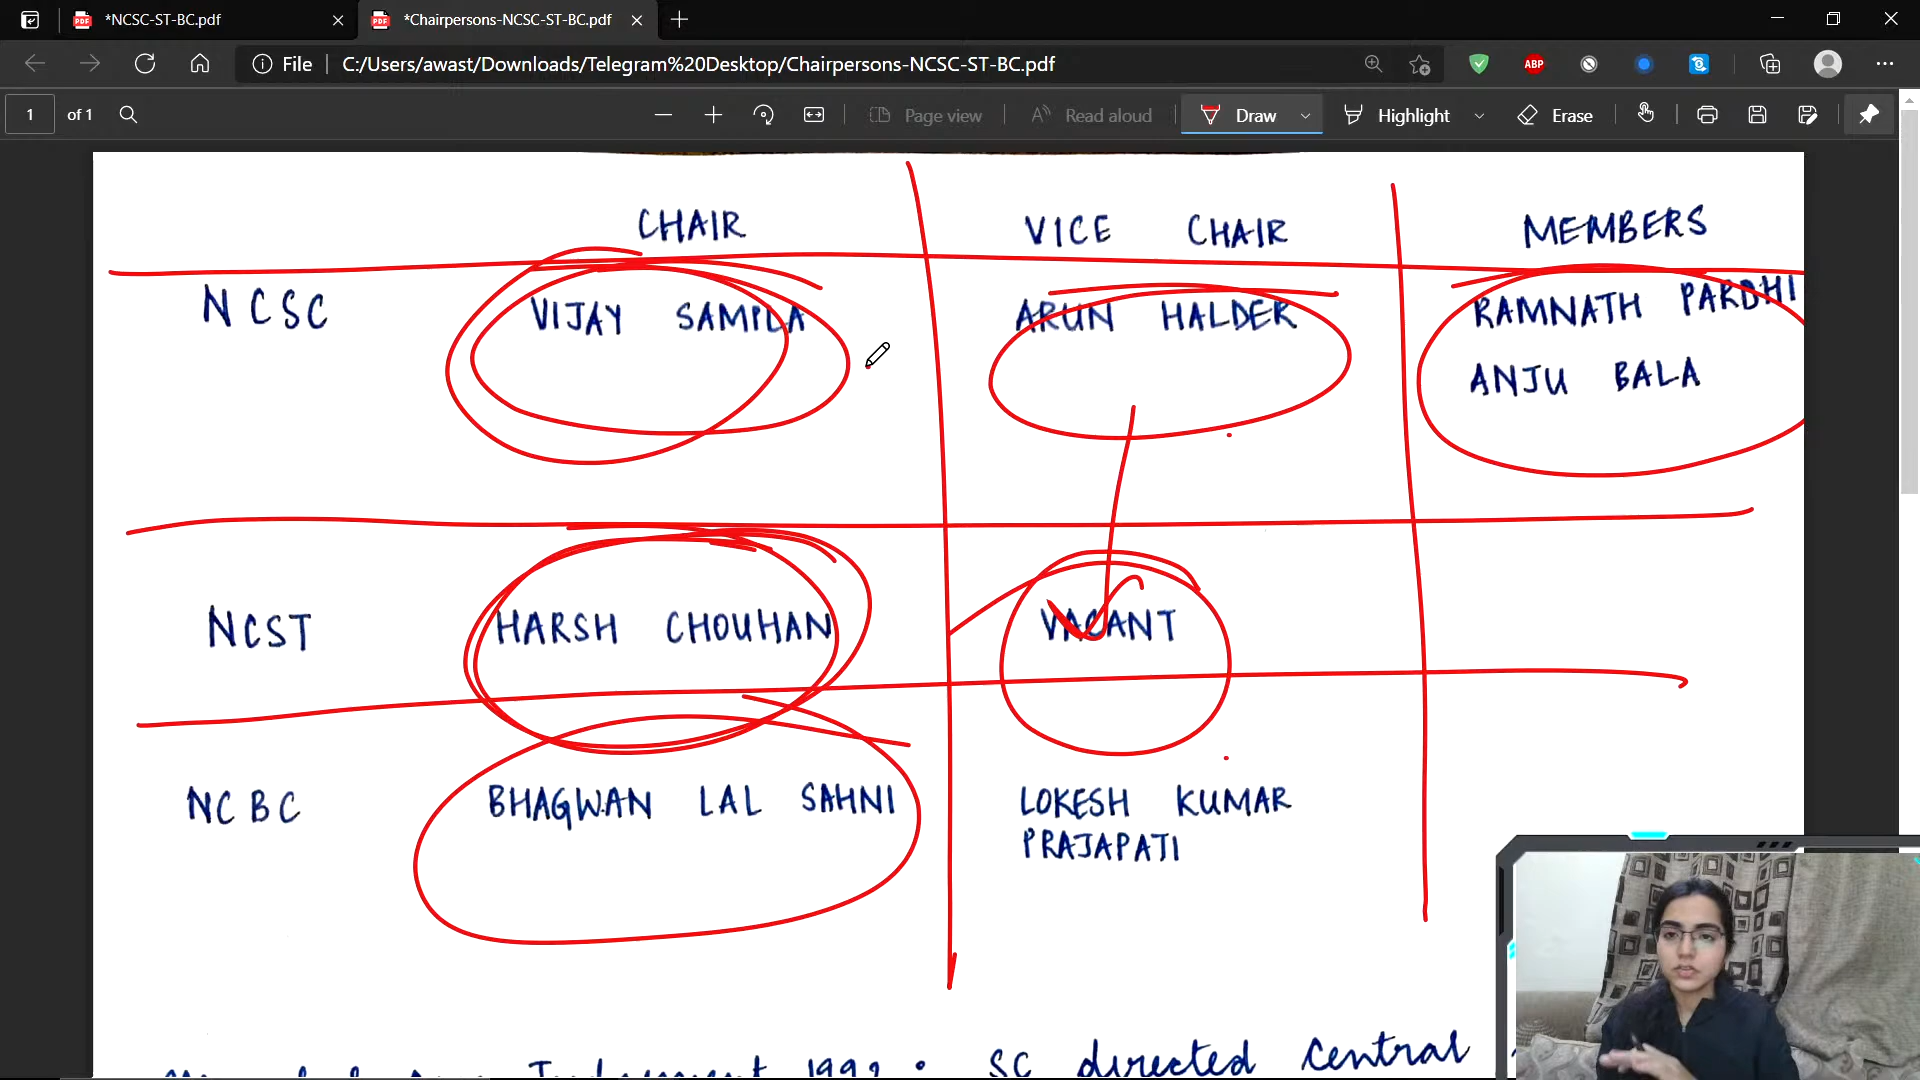 *NCSC-ST-BC.pdf
*Chairpersons-NCSC-ST-BC.pdf
File
C:/Users/awast/Downloads/Telegram%20Desktop/Chairpersons-NCSC-ST-BC.pdf
ABP
1 of 1
Page view
Read aloud
Draw
Highlight
Erase
CHAIR VICE CHAIR MEMBERS
NCSC VIJAY SAMPLA ARUN HALDER RAMNATH PARDHI
ANJU BALA
NCST HARSH CHOUHAN VACANT
NCBC BHAGWAN LAL SAHNI LOKESH KUMAR
PRAJAPATI
1992 : SC directed central